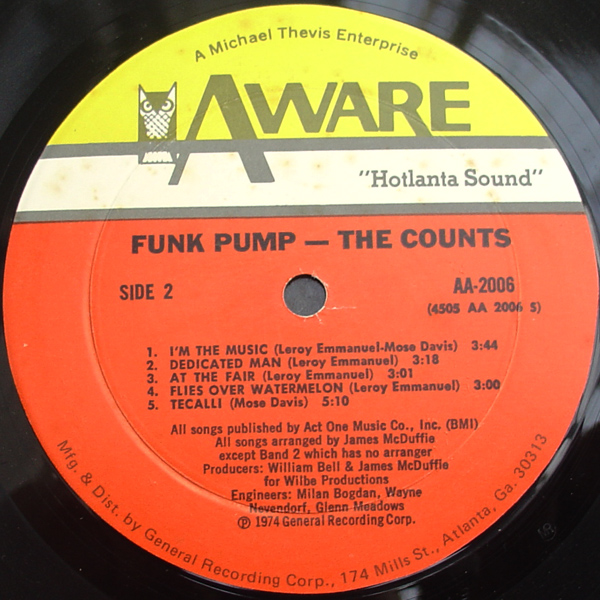 A Michael Thevis Enterprise
AWARE
"Hotlanta Sound"
FUNK PUMP — THE COUNTS
SIDE 2
AA-2006
(4505 AA 2006 S)
1. I'M THE MUSIC (Leroy Emmanuel-Mose Davis) 3:44
2. DEDICATED MAN (Leroy Emmanuel) 3:18
3. AT THE FAIR (Leroy Emmanuel) 3:01
4. FLIES OVER WATERMELON (Leroy Emmanuel) 3:00
5. TECALLI (Mose Davis) 5:10
All songs published by Act One Music Co., Inc. (BMI)
All songs arranged by James McDuffie
except Band 2 which has no arranger
Producers: William Bell & James McDuffie
for Wilbe Productions
Engineers: Milan Bogdan, Wayne
Nevendorf, Glenn Meadows
℗ 1974 General Recording Corp.
Mfg. & Dist. by General Recording Corp., 174 Mills St., Atlanta, Ga. 30313